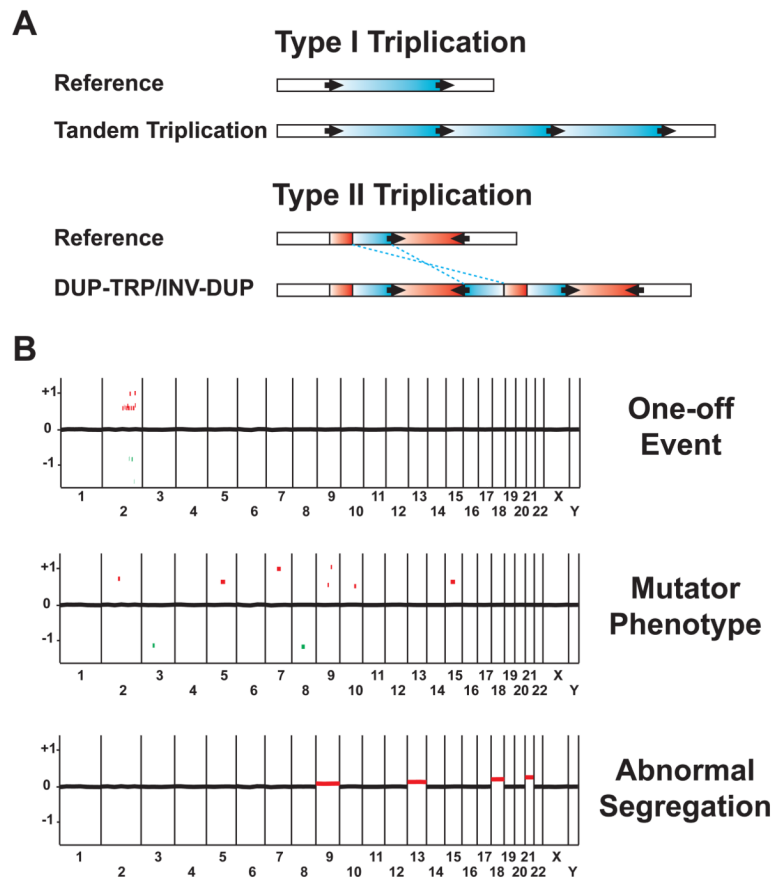 A
Type I Triplication
Reference
Tandem Triplication
Type II Triplication
Reference
DUP-TRP/INV-DUP
B
+1
0
-1
1 3 5 7 9 11 13 15 17 19 21 X
2 4 6 8 10 12 14 16 18 20 22 Y
One-off
Event
+1
0
-1
1 3 5 7 9 11 13 15 17 19 21 X
2 4 6 8 10 12 14 16 18 20 22 Y
Mutator
Phenotype
+1
0
-1
1 3 5 7 9 11 13 15 17 19 21 X
2 4 6 8 10 12 14 16 18 20 22 Y
Abnormal
Segregation